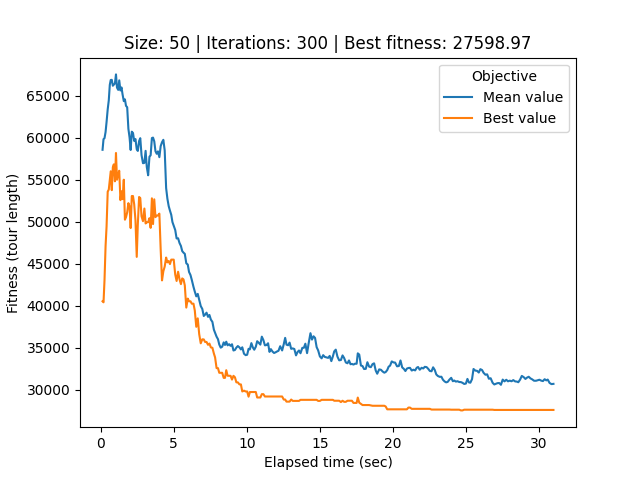 Size: 50 | Iterations: 300 | Best fitness: 27598.97
Objective
Mean value
Best value
65000
60000
55000
50000
45000
40000
35000
30000
Fitness (tour length)
0 5 10 15 20 25 30
Elapsed time (sec)